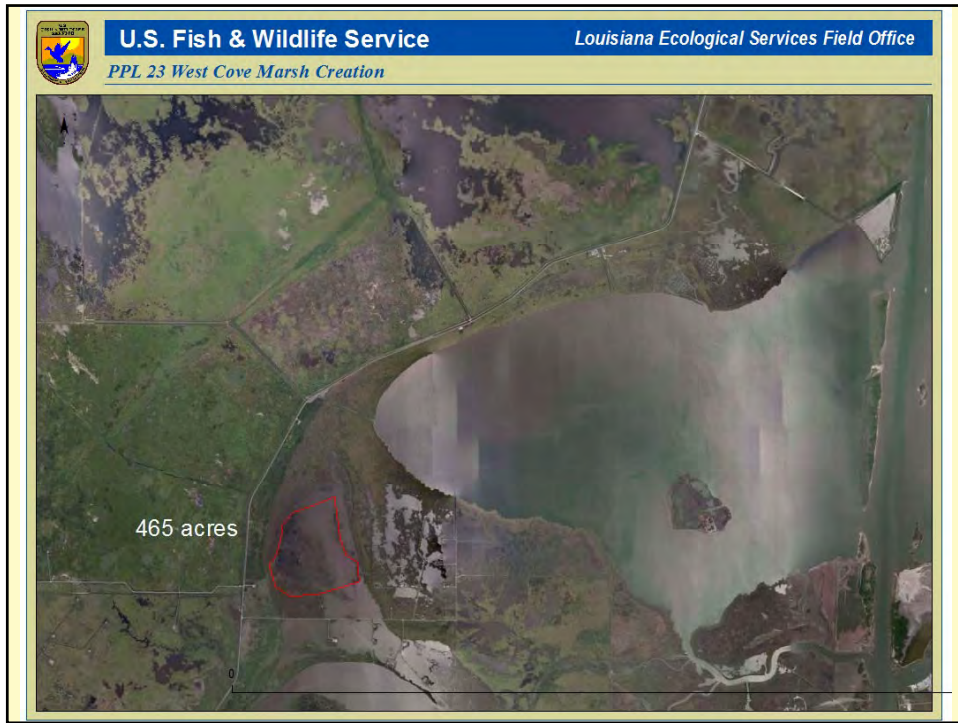 U.S. Fish & Wildlife Service
Louisiana Ecological Services Field Office
PPL 23 West Cove Marsh Creation
465 acres
0